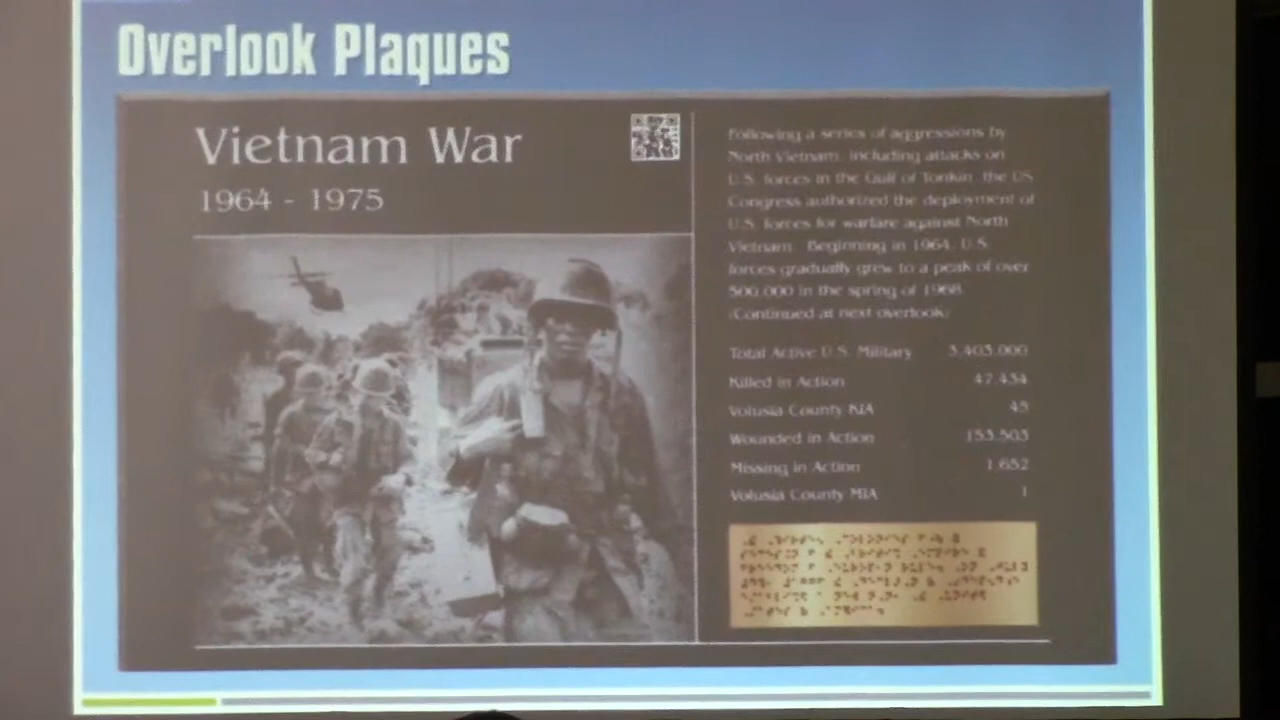 Overlook Plaques
Vietnam War
1964 - 1975
Following a series of aggressions by
North Vietnam, including attacks on
U.S. forces in the Gulf of Tonkin, the US
Congress authorized the deployment of
U.S. forces for warfare against North
Vietnam. Beginning in 1964, U.S.
forces gradually grew to a peak of over
500,000 in the spring of 1968.
(Continued at next overlook)
Total Active U.S. Military 3,403,000
Killed in Action 47,434
Volusia County KIA 45
Wounded in Action 153,303
Missing in Action 1,652
Volusia County MIA 1